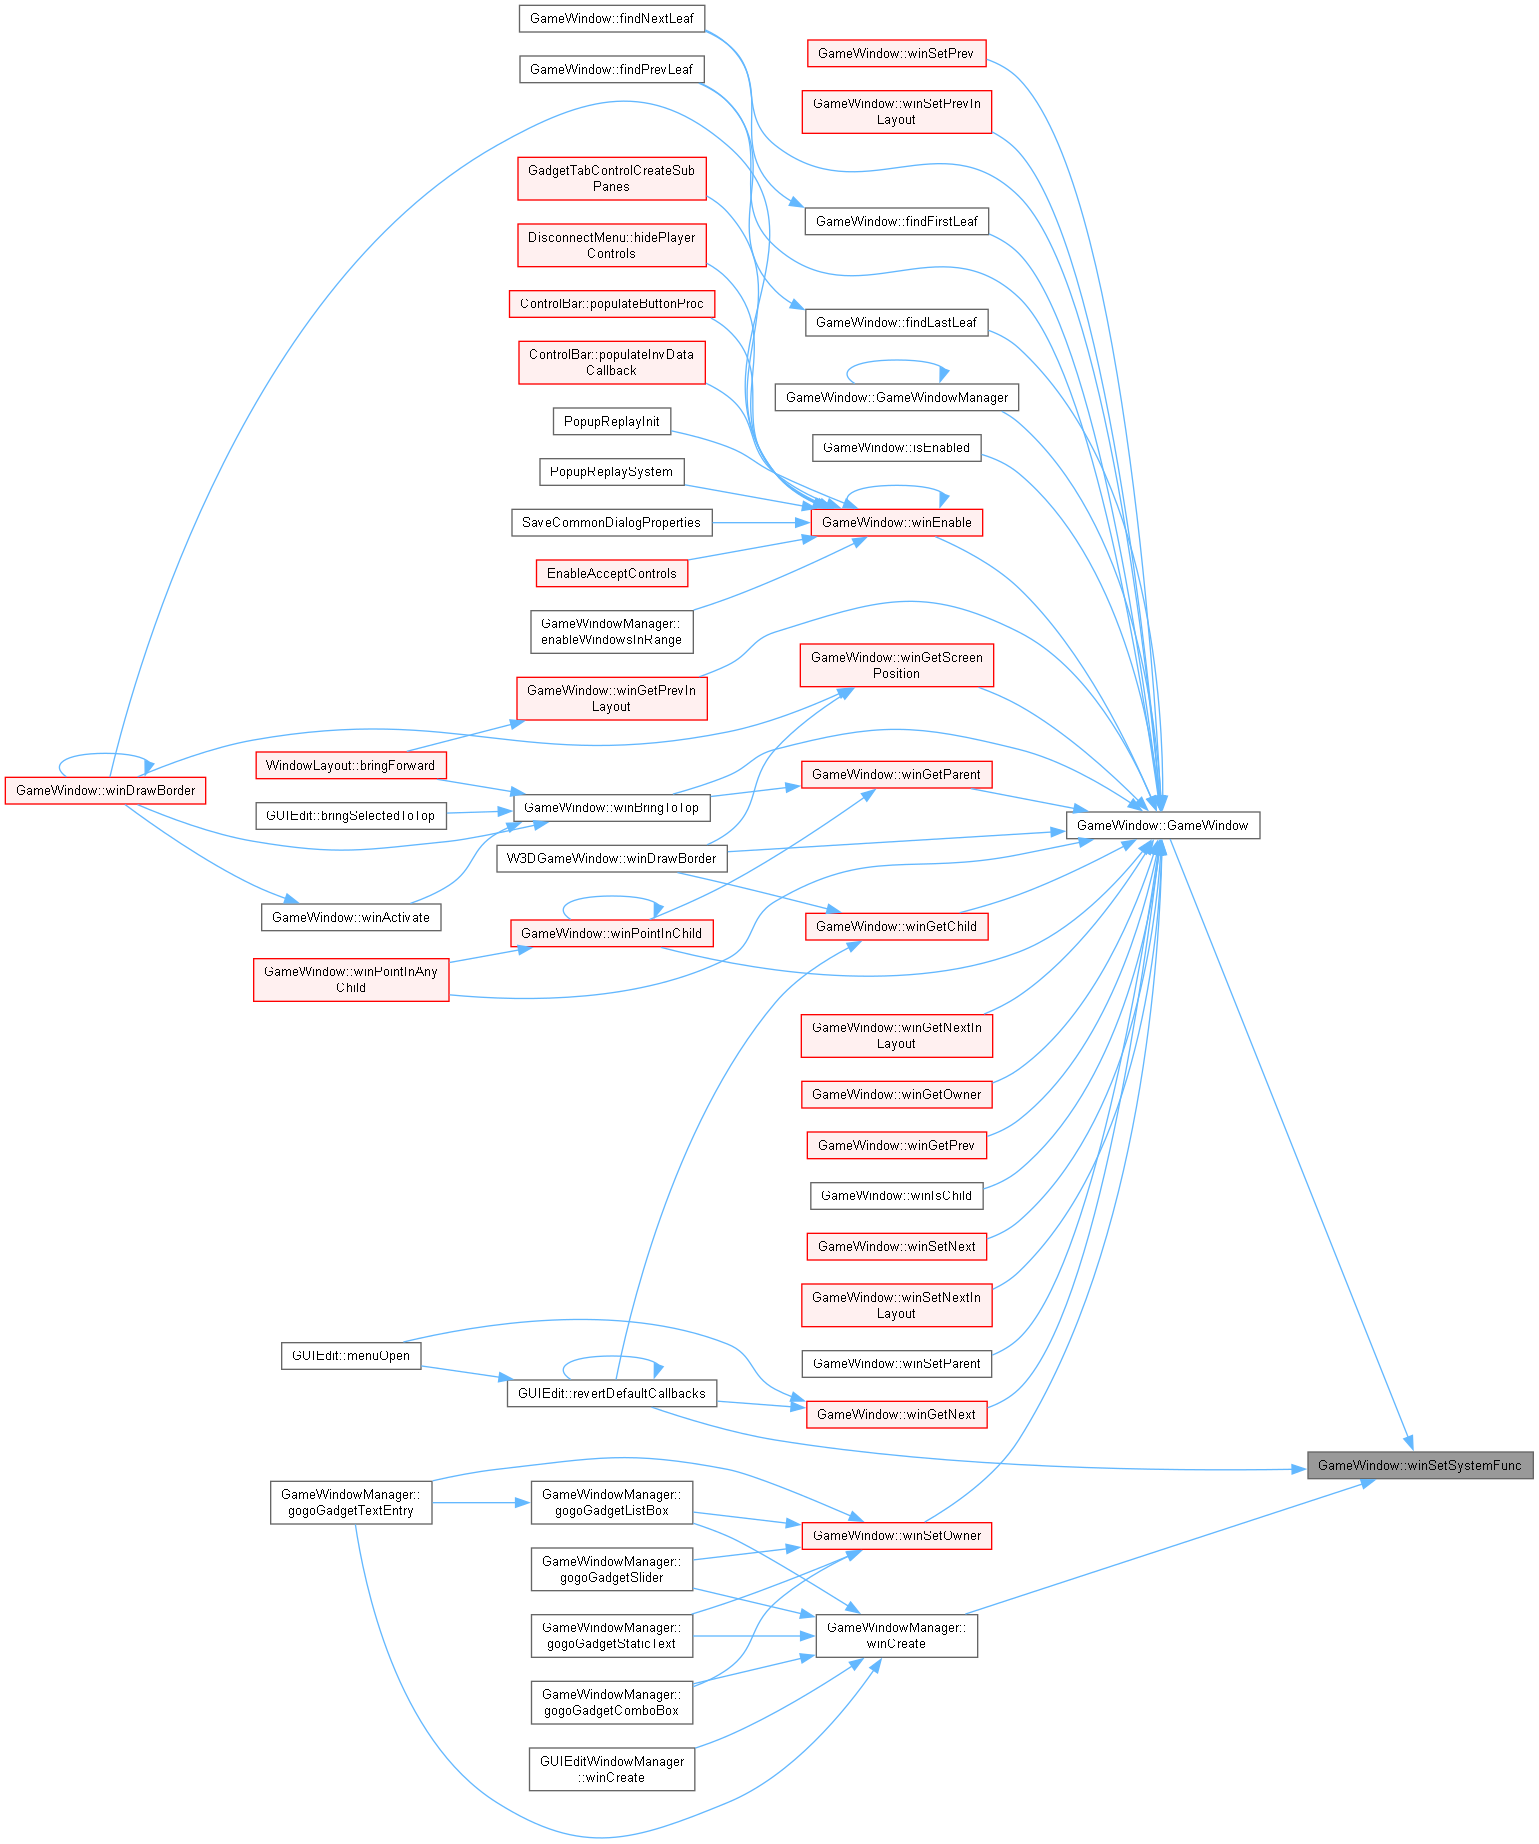 GameWindow::findNextLeaf
GameWindow::winSetPrev
GameWindow::findPrevLeaf
GameWindow::winSetPrevIn
Layout
GadgetTabControlCreateSub
Panes
GameWindow::findFirstLeaf
DisconnectMenu::hidePlayer
Controls
ControlBar::populateButtonProc
GameWindow::findLastLeaf
ControlBar::populateInvData
Callback
GameWindow::GameWindowManager
PopupReplayInit
GameWindow::isEnabled
PopupReplaySystem
SaveCommonDialogProperties
GameWindow::winEnable
EnableAcceptControls
GameWindowManager::
enableWindowsInRange
GameWindow::winGetScreen
Position
GameWindow::winGetPrevIn
Layout
WindowLayout::bringForward
GameWindow::winGetParent
GameWindow::winDrawBorder
GameWindow::winBringToTop
GUIEdit::bringSelectedToTop
GameWindow::GameWindow
W3DGameWindow::winDrawBorder
GameWindow::winActivate
GameWindow::winPointInChild
GameWindow::winGetChild
GameWindow::winPointInAny
Child
GameWindow::winGetNextIn
Layout
GameWindow::winGetOwner
GameWindow::winGetPrev
GameWindow::winIsChild
GameWindow::winSetNext
GameWindow::winSetNextIn
Layout
GUIEdit::menuOpen
GameWindow::winSetParent
GUIEdit::revertDefaultCallbacks
GameWindow::winGetNext
GameWindow::winSetSystemFunc
GameWindowManager::
gogoGadgetTextEntry
GameWindowManager::
gogoGadgetListBox
GameWindow::winSetOwner
GameWindowManager::
gogoGadgetSlider
GameWindowManager::
gogoGadgetStaticText
GameWindowManager::
winCreate
GameWindowManager::
gogoGadgetComboBox
GUIEditWindowManager
::winCreate